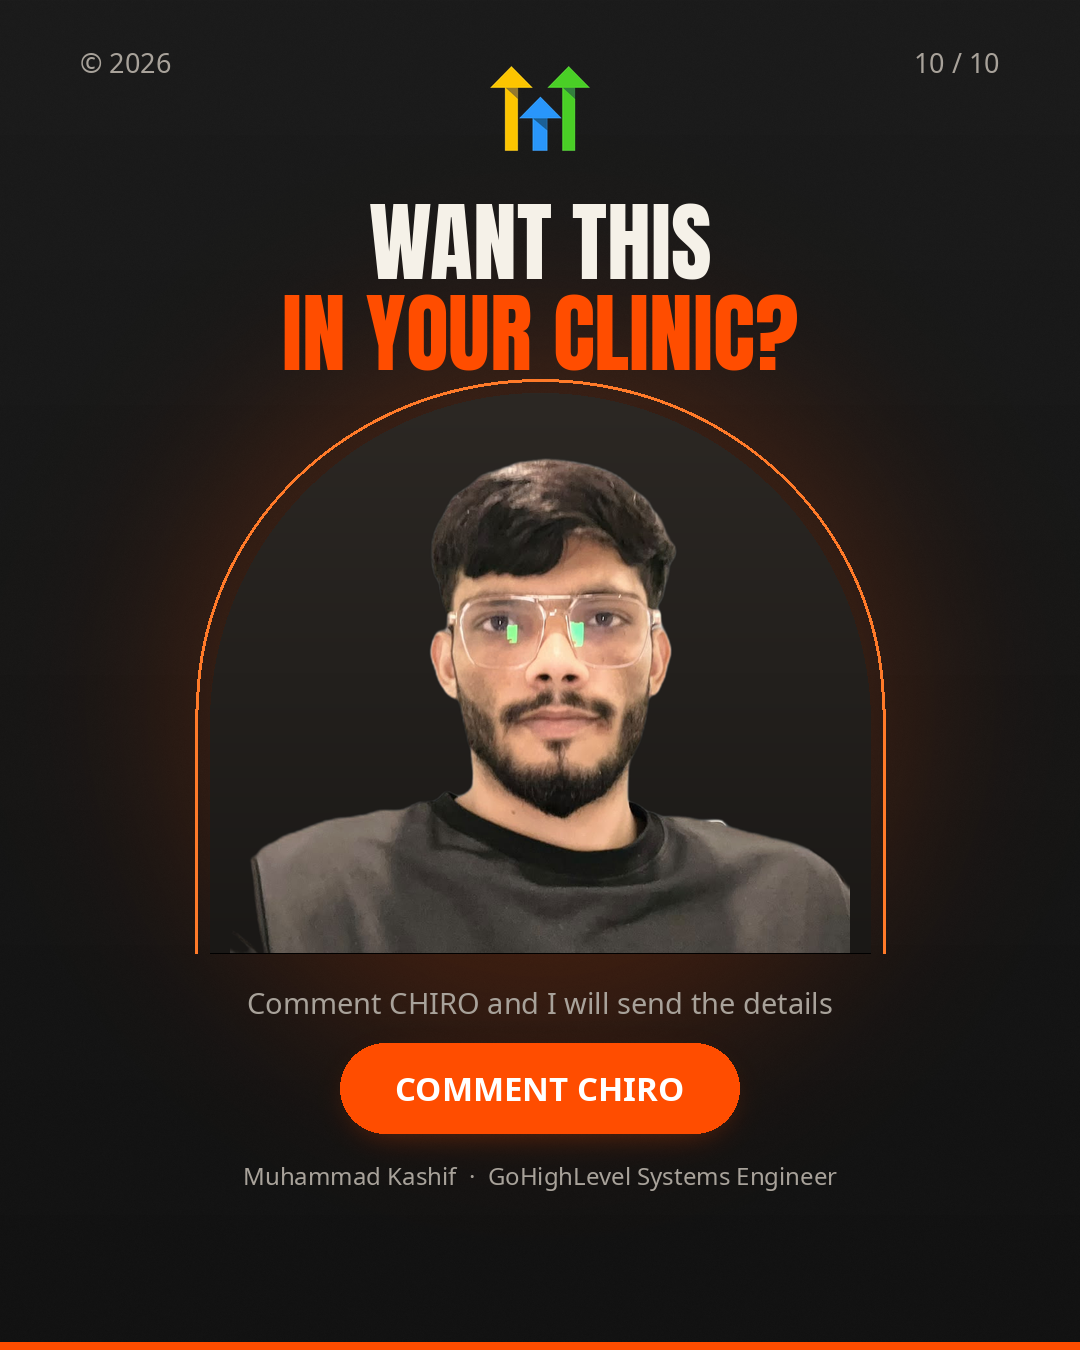 © 2026
10 / 10
WANT THIS
IN YOUR CLINIC?
Comment CHIRO and I will send the details
COMMENT CHIRO
Muhammad Kashif · GoHighLevel Systems Engineer